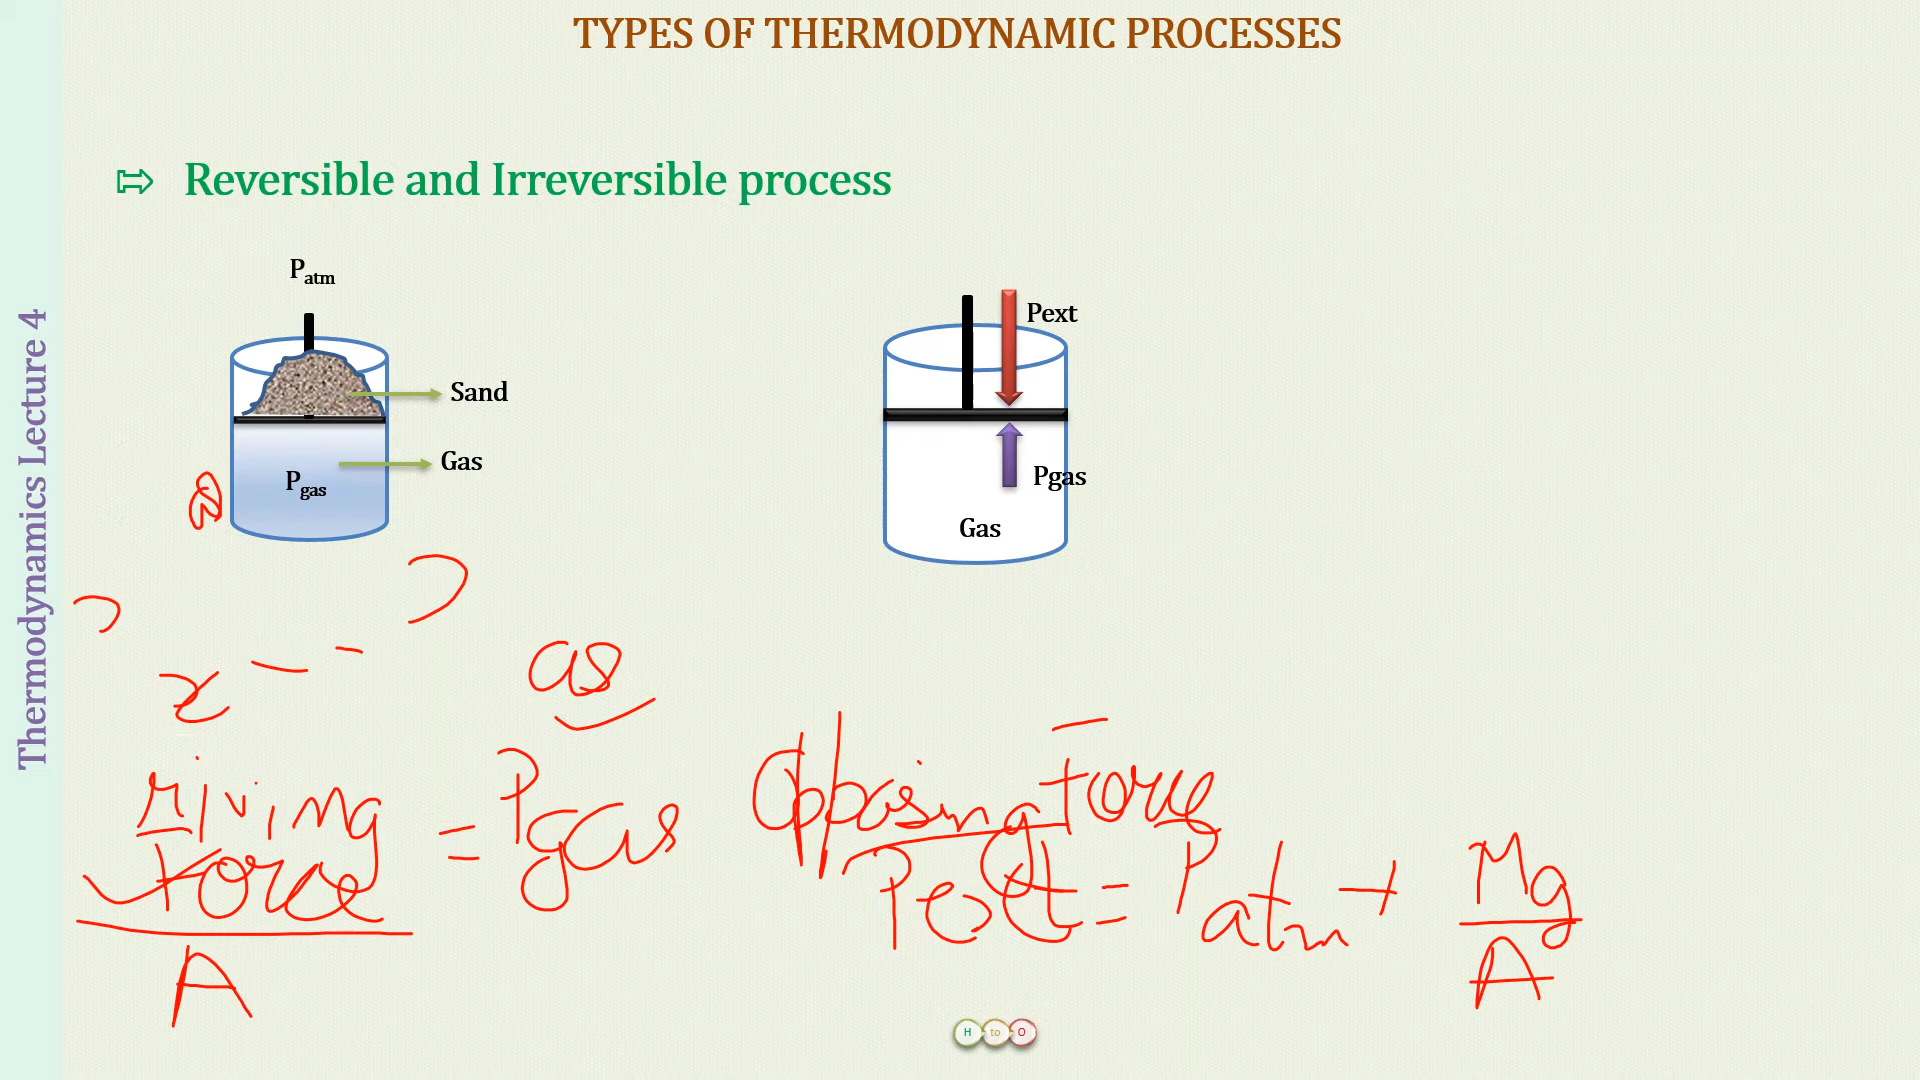 TYPES OF THERMODYNAMIC PROCESSES
Thermodynamics Lecture 4
Reversible and Irreversible process
Patm
Sand
Gas
Pgas
Pext
Pgas
Gas
as
riving force / A = Pgas
Opposing force
Pext = Patm + Mg / A
H to O